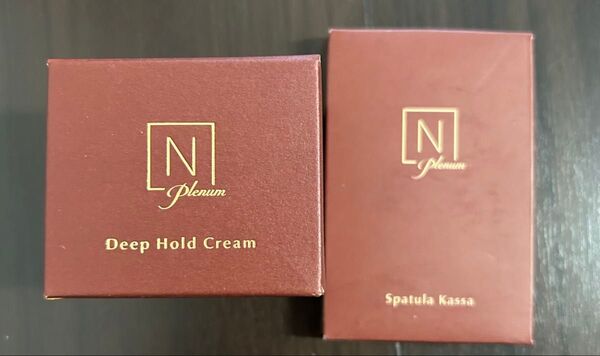 N
Plenum
Deep Hold Cream
N
Plenum
Spatula Kassa